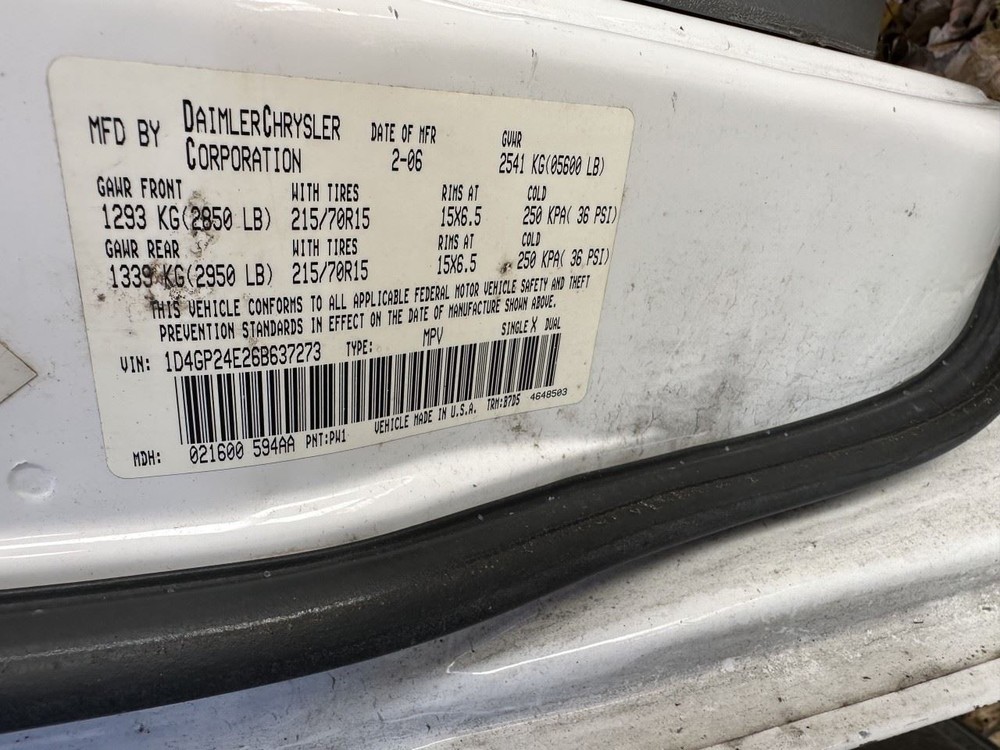 MFD BY DAIMLERCHRYSLER CORPORATION DATE OF MFR 2-06 GVWR 2541 KG(05600 LB)
GAWR FRONT WITH TIRES RIMS AT COLD
1293 KG(2850 LB) 215/70R15 15X6.5 250 KPA( 36 PSI)
GAWR REAR WITH TIRES RIMS AT COLD
1339 KG(2950 LB) 215/70R15 15X6.5 250 KPA( 36 PSI)
THIS VEHICLE CONFORMS TO ALL APPLICABLE FEDERAL MOTOR VEHICLE SAFETY AND THEFT
PREVENTION STANDARDS IN EFFECT ON THE DATE OF MANUFACTURE SHOWN ABOVE.
VIN: 1D4GP24E26B637273 TYPE: MPV SINGLE X DUAL
VEHICLE MADE IN U.S.A. TRM:B7D5 4648503
MDH: 021600 594AA PNT:PW1